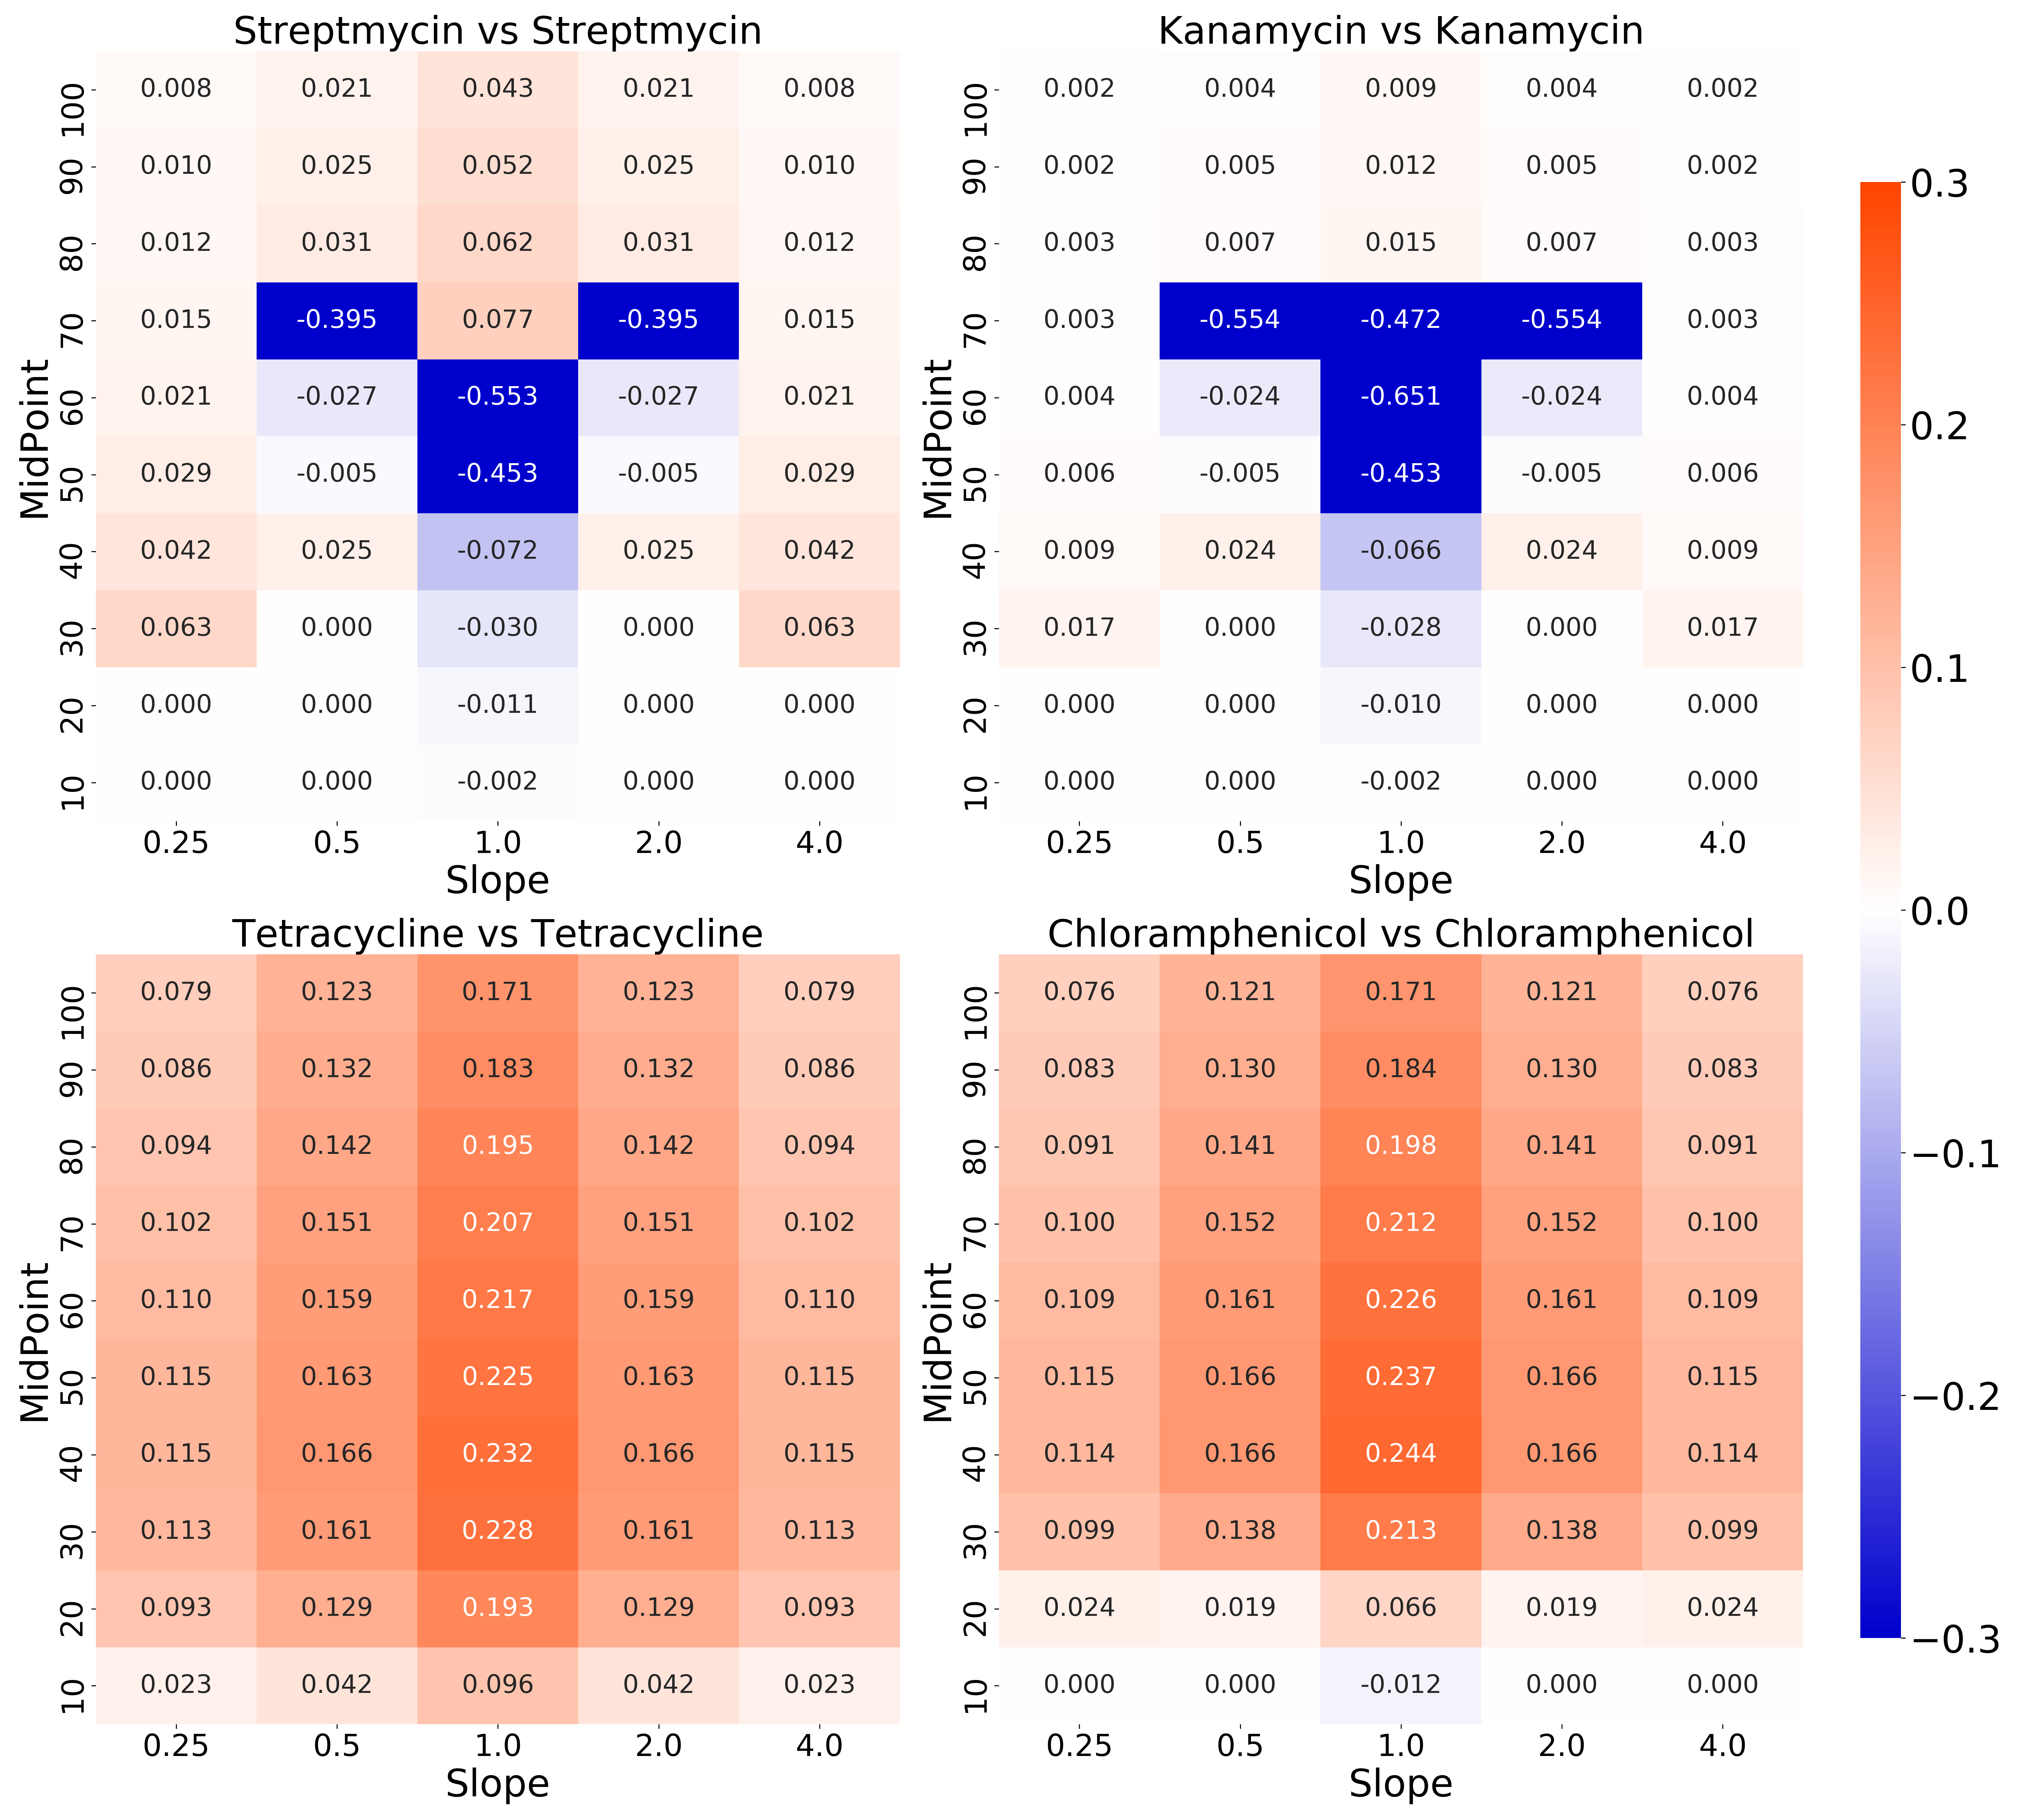 Streptmycin vs Streptmycin
MidPoint
100 0.008 0.021 0.043 0.021 0.008
90 0.010 0.025 0.052 0.025 0.010
80 0.012 0.031 0.062 0.031 0.012
70 0.015 -0.395 0.077 -0.395 0.015
60 0.021 -0.027 -0.553 -0.027 0.021
50 0.029 -0.005 -0.453 -0.005 0.029
40 0.042 0.025 -0.072 0.025 0.042
30 0.063 0.000 -0.030 0.000 0.063
20 0.000 0.000 -0.011 0.000 0.000
10 0.000 0.000 -0.002 0.000 0.000
0.25 0.5 1.0 2.0 4.0
Slope
Kanamycin vs Kanamycin
MidPoint
100 0.002 0.004 0.009 0.004 0.002
90 0.002 0.005 0.012 0.005 0.002
80 0.003 0.007 0.015 0.007 0.003
70 0.003 -0.554 -0.472 -0.554 0.003
60 0.004 -0.024 -0.651 -0.024 0.004
50 0.006 -0.005 -0.453 -0.005 0.006
40 0.009 0.024 -0.066 0.024 0.009
30 0.017 0.000 -0.028 0.000 0.017
20 0.000 0.000 -0.010 0.000 0.000
10 0.000 0.000 -0.002 0.000 0.000
0.25 0.5 1.0 2.0 4.0
Slope
Tetracycline vs Tetracycline
MidPoint
100 0.079 0.123 0.171 0.123 0.079
90 0.086 0.132 0.183 0.132 0.086
80 0.094 0.142 0.195 0.142 0.094
70 0.102 0.151 0.207 0.151 0.102
60 0.110 0.159 0.217 0.159 0.110
50 0.115 0.163 0.225 0.163 0.115
40 0.115 0.166 0.232 0.166 0.115
30 0.113 0.161 0.228 0.161 0.113
20 0.093 0.129 0.193 0.129 0.093
10 0.023 0.042 0.096 0.042 0.023
0.25 0.5 1.0 2.0 4.0
Slope
Chloramphenicol vs Chloramphenicol
MidPoint
100 0.076 0.121 0.171 0.121 0.076
90 0.083 0.130 0.184 0.130 0.083
80 0.091 0.141 0.198 0.141 0.091
70 0.100 0.152 0.212 0.152 0.100
60 0.109 0.161 0.226 0.161 0.109
50 0.115 0.166 0.237 0.166 0.115
40 0.114 0.166 0.244 0.166 0.114
30 0.099 0.138 0.213 0.138 0.099
20 0.024 0.019 0.066 0.019 0.024
10 0.000 0.000 -0.012 0.000 0.000
0.25 0.5 1.0 2.0 4.0
Slope
0.3
0.2
0.1
0.0
−0.1
−0.2
−0.3